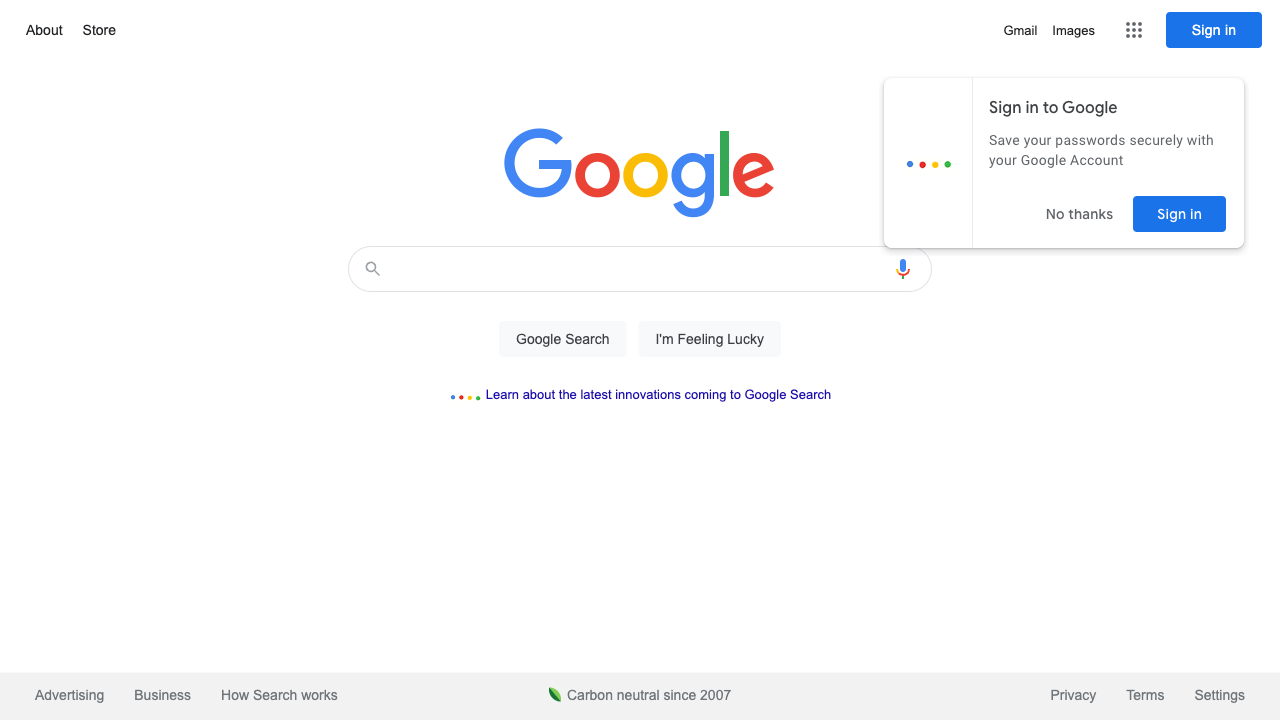 About Store
Gmail Images
Sign in
Sign in to Google
Save your passwords securely with
your Google Account
No thanks
Sign in
Google
Google Search
I'm Feeling Lucky
Learn about the latest innovations coming to Google Search
Advertising Business How Search works
Carbon neutral since 2007
Privacy Terms Settings